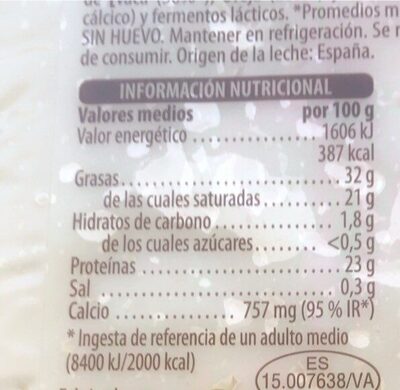 cálcico) y fermentos lácticos. *Promedios m
SIN HUEVO. Mantener en refrigeración. Se r
de consumir. Origen de la leche: España.
INFORMACIÓN NUTRICIONAL
Valores medios por 100 g
Valor energético ................ 1606 kJ
387 kcal
Grasas ............................ 32 g
de las cuales saturadas ......... 21 g
Hidratos de carbono ............. 1,8 g
de los cuales azúcares ......... <0,5 g
Proteínas ......................... 23 g
Sal ............................... 0,3 g
Calcio ............ 757 mg (95 % IR*)
* Ingesta de referencia de un adulto medio
(8400 kJ/2000 kcal)
ES
15.007638/VA